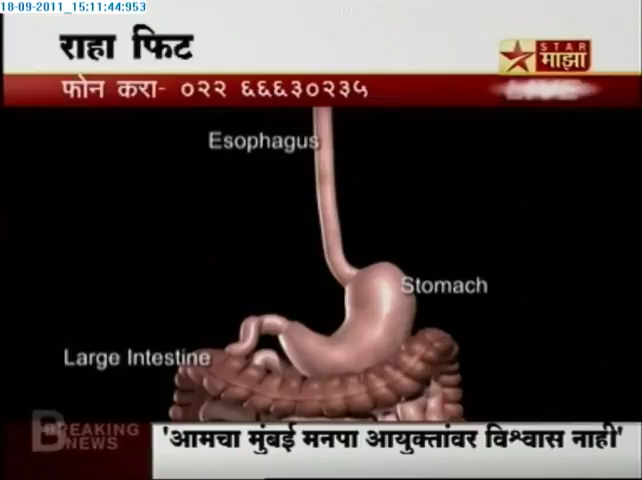 18-09-2011_15:11:44:953
राहा फिट
STAR
माझा
फोन करा- ०२२ ६६६३०२३५
Esophagus
Stomach
Large Intestine
BREAKING
NEWS
'आमचा मुंबई मनपा आयुक्तांवर विश्वास नाही'